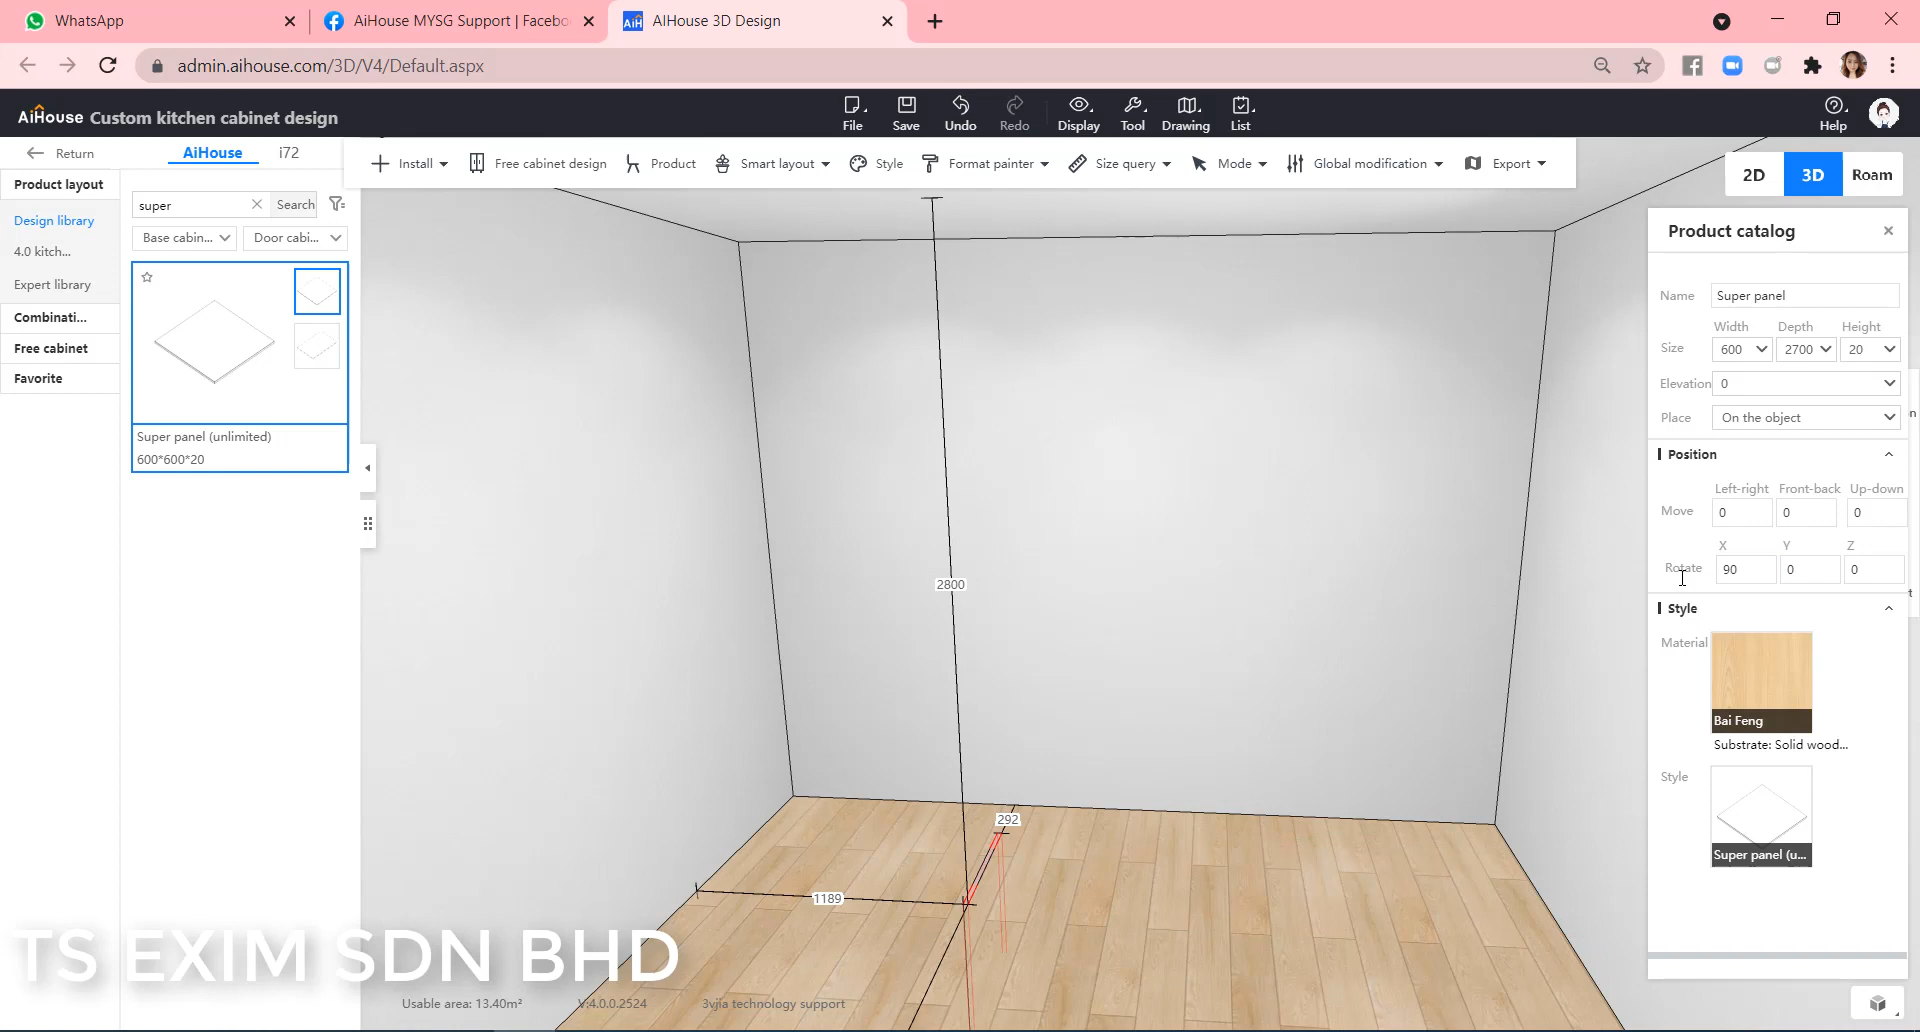 WhatsApp
AiHouse MYSG Support | Facebo
AIHouse 3D Design
admin.aihouse.com/3D/V4/Default.aspx
AiHouse Custom kitchen cabinet design
File
Save
Undo
Redo
Display
Tool
Drawing
List
Help
Return
AiHouse
i72
Install
Free cabinet design
Product
Smart layout
Style
Format painter
Size query
Mode
Global modification
Export
2D
3D
Roam
Product layout
Design library
4.0 kitch...
Expert library
Combinati...
Free cabinet
Favorite
super
Search
Base cabin...
Door cabi...
Super panel (unlimited)
600*600*20
2800
292
1189
Product catalog
Name
Super panel
Width
Depth
Height
Size
600
2700
20
Elevation
0
Place
On the object
Position
Left-right
Front-back
Up-down
Move
0
0
0
X
Y
Z
Rotate
90
0
0
Style
Material
Bai Feng
Substrate: Solid wood...
Style
Super panel (u...
TS EXIM SDN BHD
Usable area: 13.40m²
V:4.0.0.2524
3vjia technology support